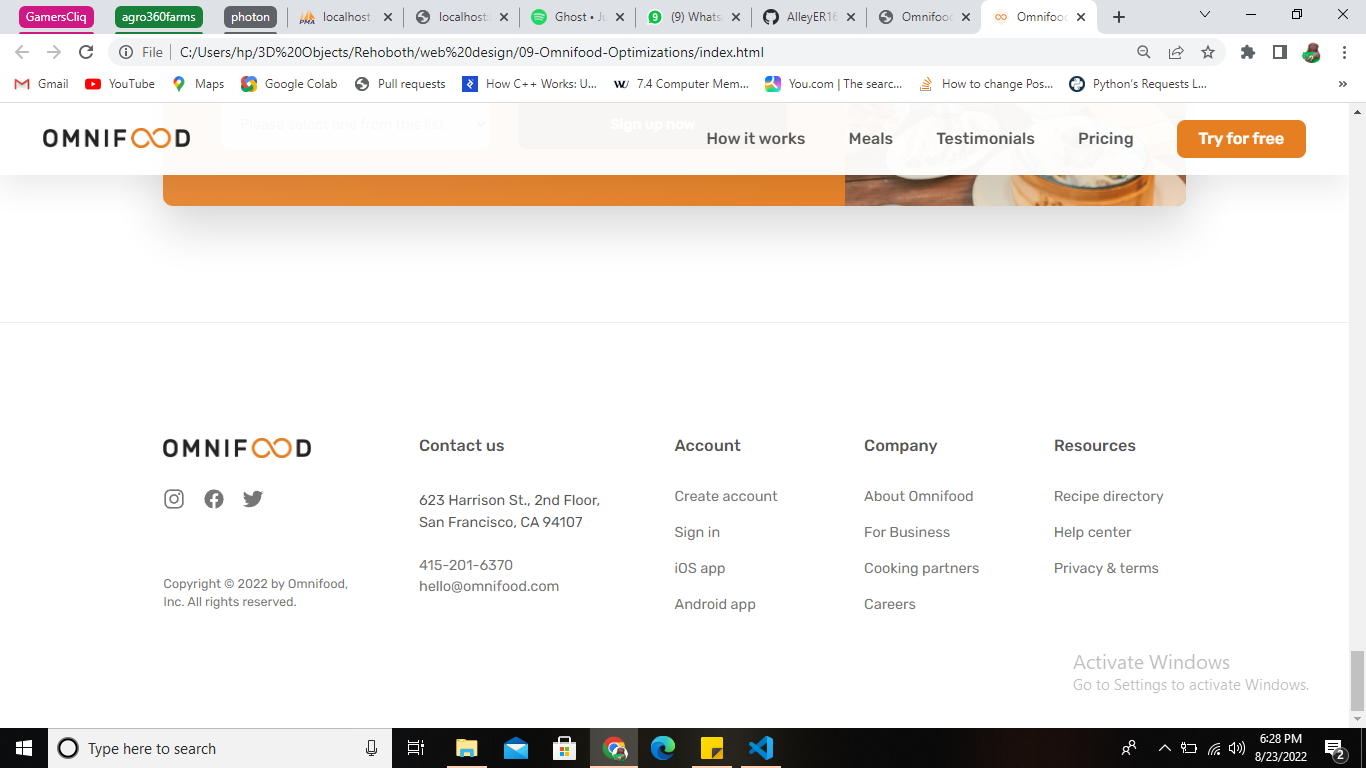 GamersCliq agro360farms photon localhost localhost: Ghost • Ju (9) Whats AlleyER16 Omnifood Omnifood
File C:/Users/hp/3D%20Objects/Rehoboth/web%20design/09-Omnifood-Optimizations/index.html
Gmail YouTube Maps Google Colab Pull requests How C++ Works: U... 7.4 Computer Mem... You.com | The searc... How to change Pos... Python's Requests L... »
Please select one from this list Sign up now
OMNIFOOD How it works Meals Testimonials Pricing Try for free
OMNIFOOD
Copyright © 2022 by Omnifood,
Inc. All rights reserved.
Contact us
623 Harrison St., 2nd Floor,
San Francisco, CA 94107
415-201-6370
hello@omnifood.com
Account
Create account
Sign in
iOS app
Android app
Company
About Omnifood
For Business
Cooking partners
Careers
Resources
Recipe directory
Help center
Privacy & terms
Activate Windows
Go to Settings to activate Windows.
Type here to search
6:28 PM
8/23/2022
2